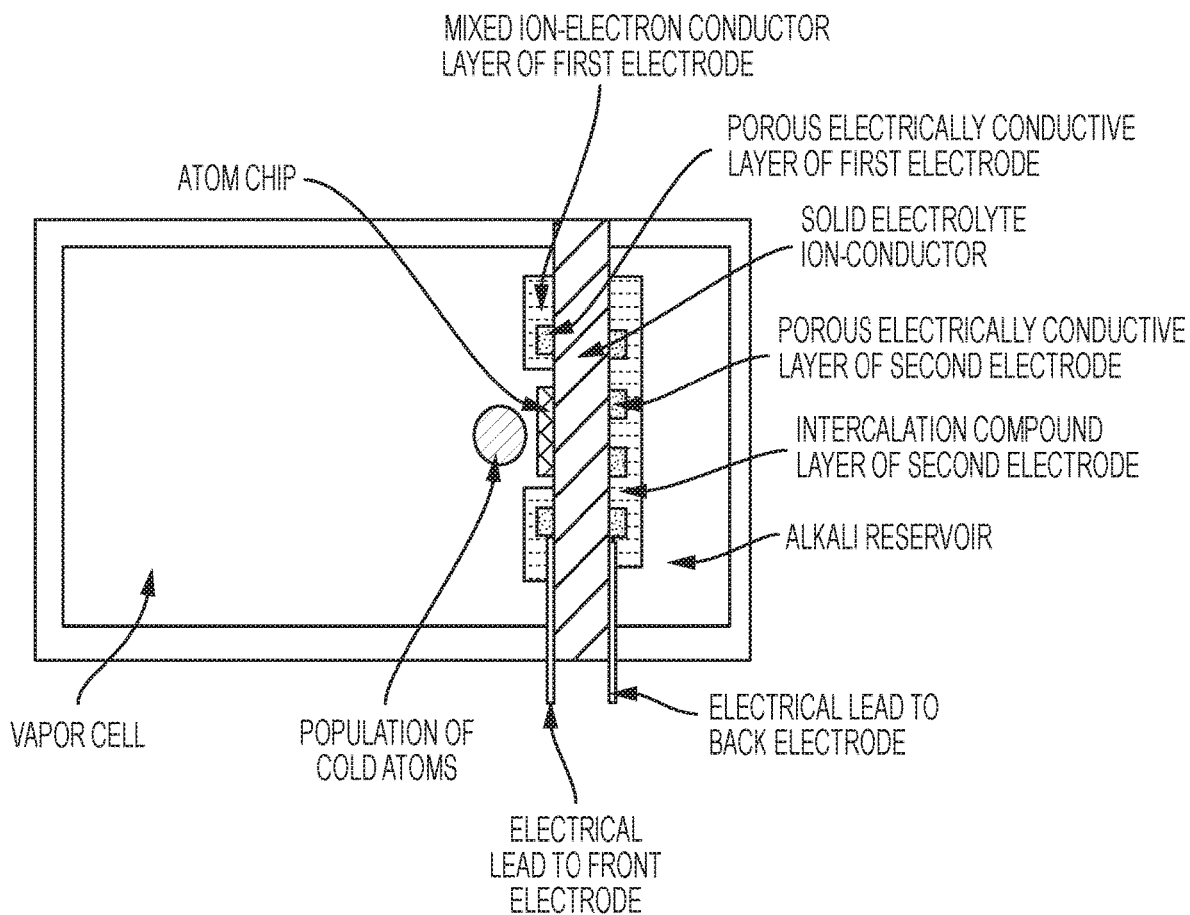 MIXED ION-ELECTRON CONDUCTOR
LAYER OF FIRST ELECTRODE
POROUS ELECTRICALLY CONDUCTIVE
LAYER OF FIRST ELECTRODE
ATOM CHIP
SOLID ELECTROLYTE
ION-CONDUCTOR
POROUS ELECTRICALLY CONDUCTIVE
LAYER OF SECOND ELECTRODE
INTERCALATION COMPOUND
LAYER OF SECOND ELECTRODE
ALKALI RESERVOIR
VAPOR CELL
POPULATION OF
COLD ATOMS
ELECTRICAL LEAD TO
BACK ELECTRODE
ELECTRICAL
LEAD TO FRONT
ELECTRODE